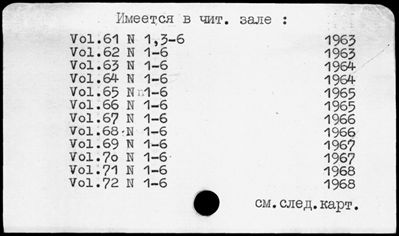 Имеется в чит. зале :
Vol.61 N 1,3-6 1963
Vol.62 N 1-6 1963
Vol.63 N 1-6 1964
Vol.64 N 1-6 1964
Vol.65 N 1-6 1965
Vol.66 N 1-6 1965
Vol.67 N 1-6 1966
Vol.68 N 1-6 1966
Vol.69 N 1-6 1967
Vol.70 N 1-6 1967
Vol.71 N 1-6 1968
Vol.72 N 1-6 1968
см.след.карт.